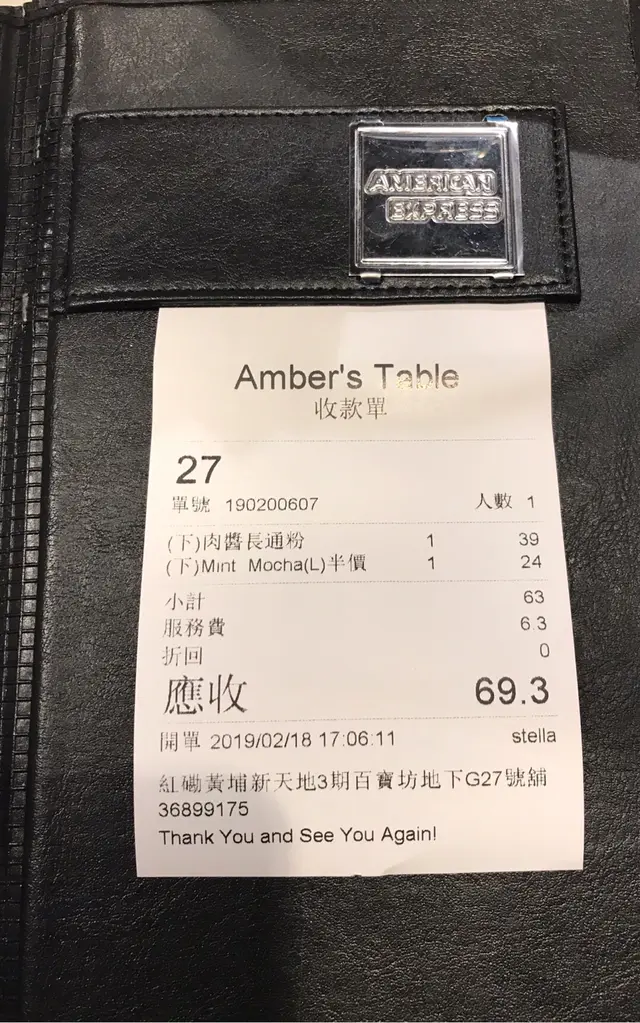 AMERICAN
EXPRESS
Amber's Table
收款單
27
單號 190200607 人數 1
(下)肉醬長通粉 1 39
(下)Mint Mocha(L)半價 1 24
小計 63
服務費 6.3
折回 0
應收 69.3
開單 2019/02/18 17:06:11 stella
紅磡黃埔新天地3期百寶坊地下G27號舖
36899175
Thank You and See You Again!